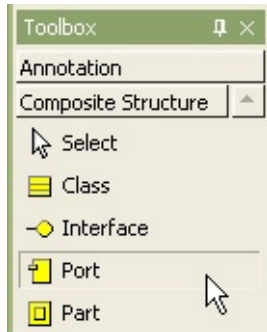 Toolbox
Annotation
Composite Structure
Select
Class
Interface
Port
Part